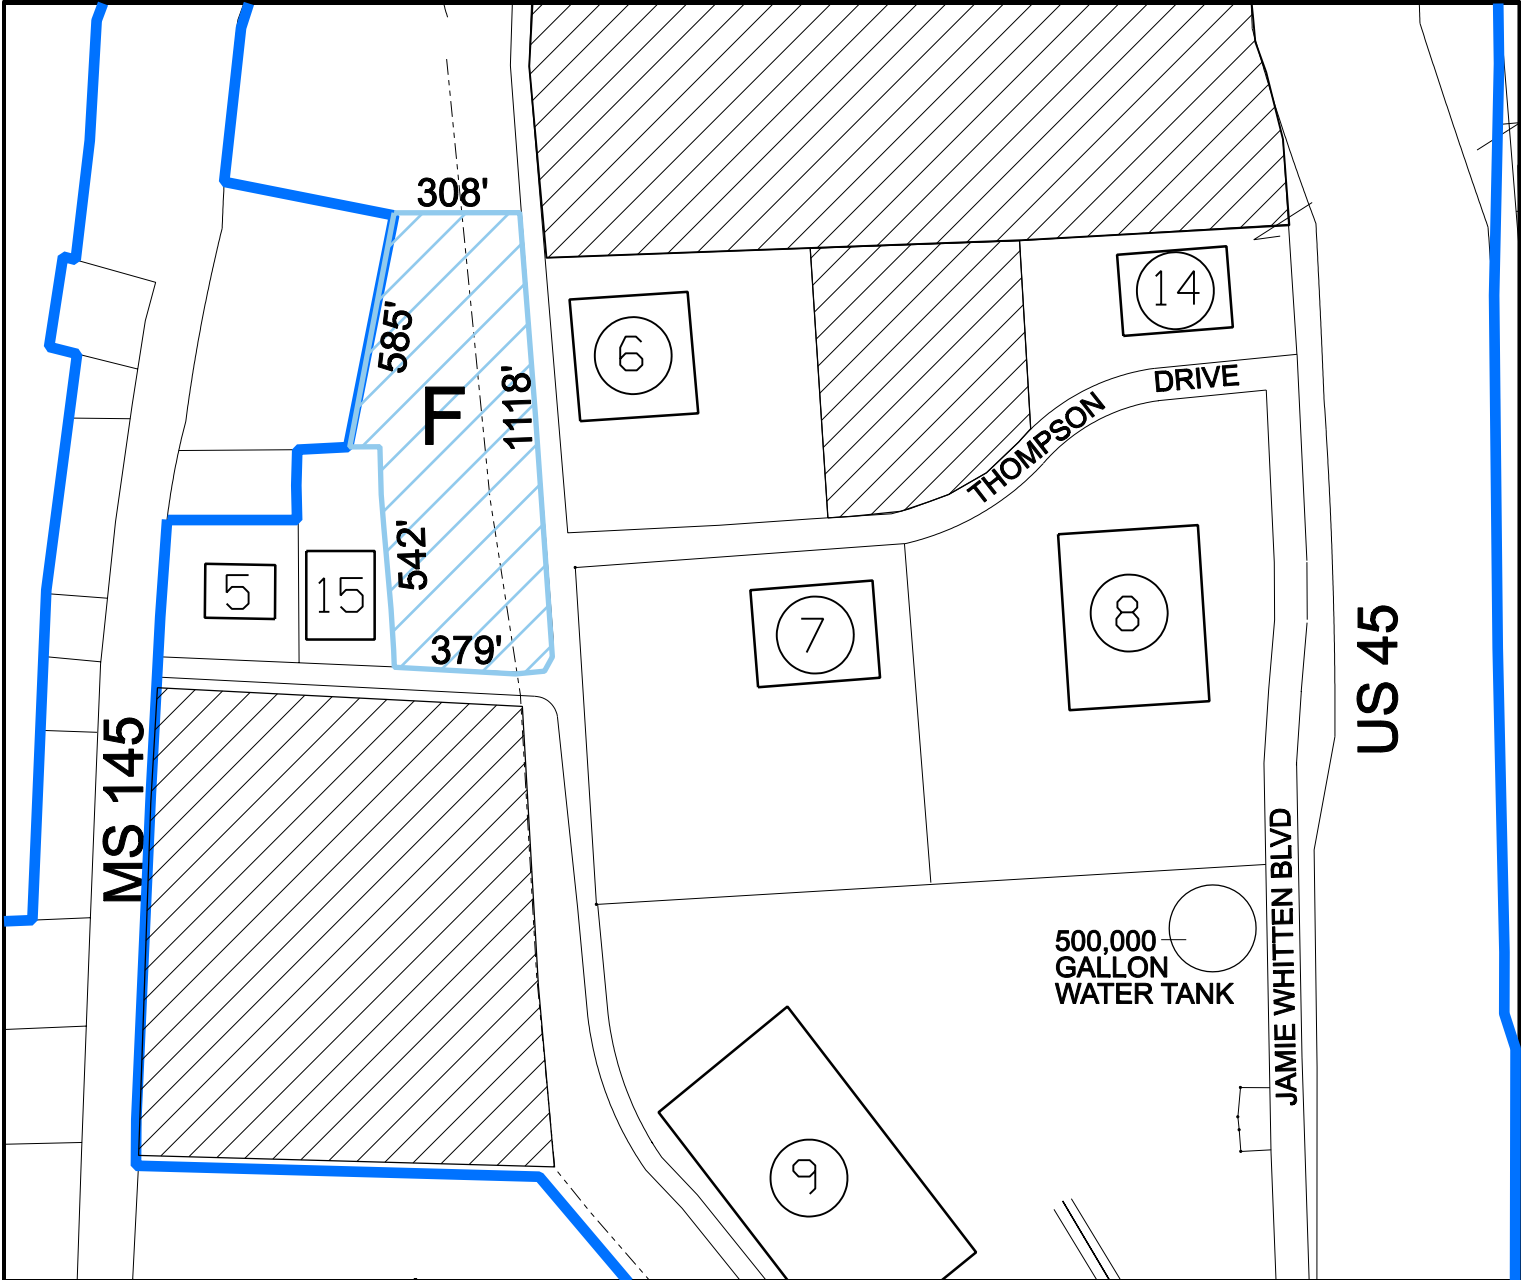 308'
585'
F
1118'
6
14
THOMPSON
DRIVE
542'
5
15
379'
7
8
MS 145
US 45
500,000
GALLON
WATER TANK
JAMIE WHITTEN BLVD
9